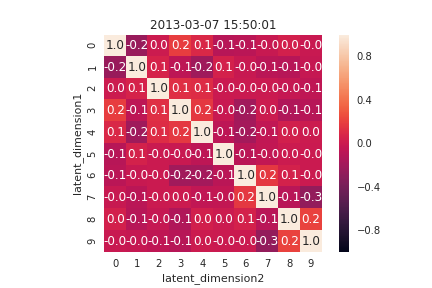 2013-03-07 15:50:01
latent_dimension1
0 1.0 -0.2 0.0 0.2 0.1 -0.1 -0.1 -0.0 0.0 -0.0
1 -0.2 1.0 0.1 -0.1 -0.2 0.1 -0.0 -0.1 -0.1 -0.0
2 0.0 0.1 1.0 0.1 0.1 -0.0 -0.0 -0.0 -0.0 -0.1
3 0.2 -0.1 0.1 1.0 0.2 -0.0 -0.2 0.0 -0.1 -0.1
4 0.1 -0.2 0.1 0.2 1.0 -0.1 -0.2 -0.1 0.0 0.0
5 -0.1 0.1 -0.0 -0.0 -0.1 1.0 -0.1 -0.0 0.0 -0.0
6 -0.1 -0.0 -0.0 -0.2 -0.2 -0.1 1.0 0.2 0.1 -0.0
7 -0.0 -0.1 -0.0 0.0 -0.1 -0.0 0.2 1.0 -0.1 -0.3
8 0.0 -0.1 -0.0 -0.1 0.0 0.0 0.1 -0.1 1.0 0.2
9 -0.0 -0.0 -0.1 -0.1 0.0 -0.0 -0.0 -0.3 0.2 1.0
0 1 2 3 4 5 6 7 8 9
latent_dimension2
0.8
0.4
0.0
-0.4
-0.8